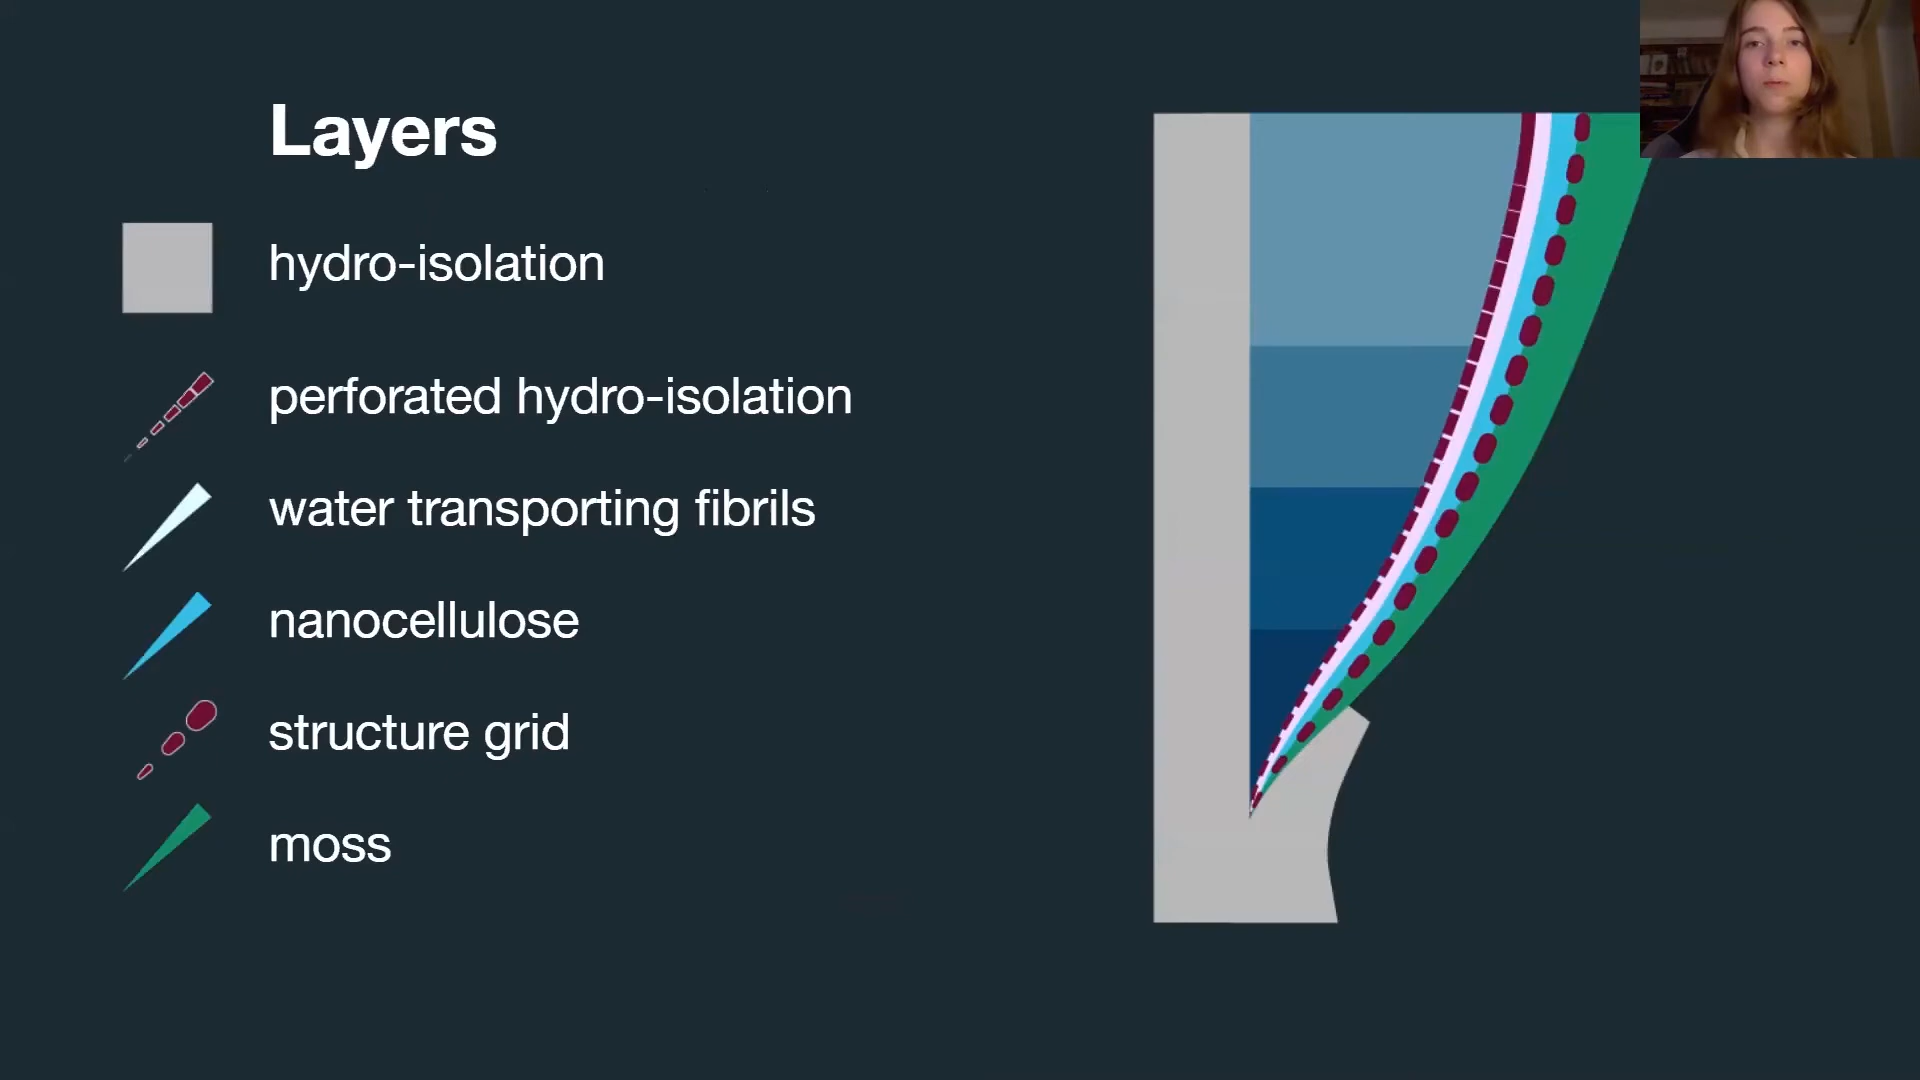 Layers
hydro-isolation
perforated hydro-isolation
water transporting fibrils
nanocellulose
structure grid
moss